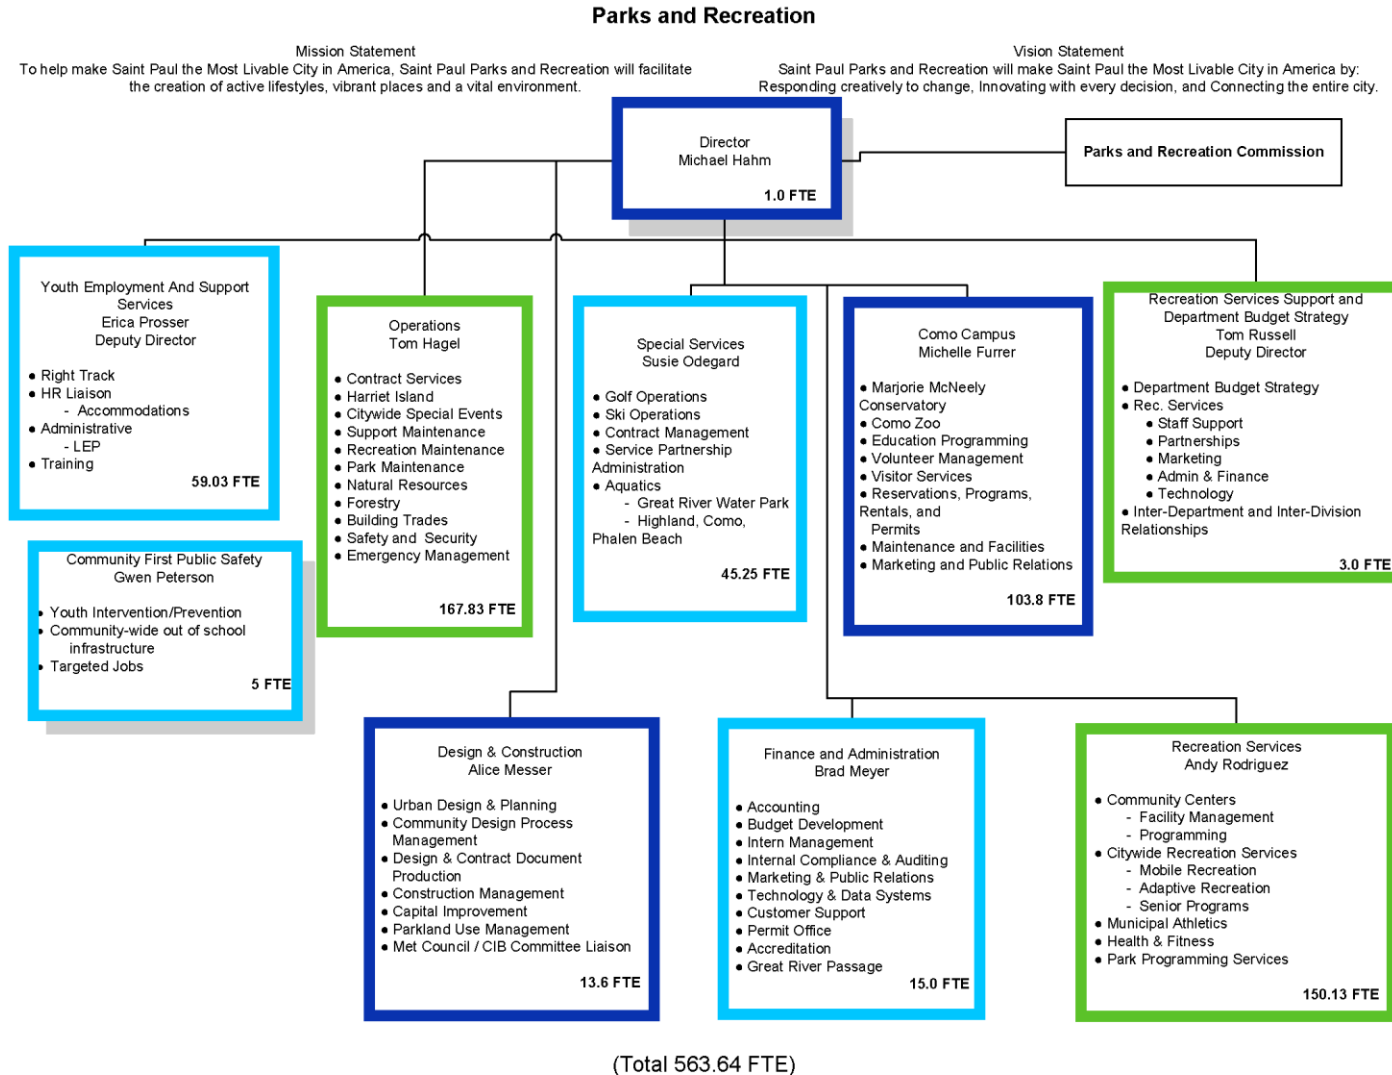 Parks and Recreation
Mission Statement
To help make Saint Paul the Most Livable City in America, Saint Paul Parks and Recreation will facilitate
the creation of active lifestyles, vibrant places and a vital environment.
Vision Statement
Saint Paul Parks and Recreation will make Saint Paul the Most Livable City in America by:
Responding creatively to change, Innovating with every decision, and Connecting the entire city.
Director
Michael Hahm
1.0 FTE
Parks and Recreation Commission
Youth Employment And Support
Services
Erica Prosser
Deputy Director
● Right Track
● HR Liaison
- Accommodations
● Administrative
- LEP
● Training
59.03 FTE
Community First Public Safety
Gwen Peterson
● Youth Intervention/Prevention
● Community-wide out of school
infrastructure
● Targeted Jobs
5 FTE
Operations
Tom Hagel
● Contract Services
● Harriet Island
● Citywide Special Events
● Support Maintenance
● Recreation Maintenance
● Park Maintenance
● Natural Resources
● Forestry
● Building Trades
● Safety and Security
● Emergency Management
167.83 FTE
Special Services
Susie Odegard
● Golf Operations
● Ski Operations
● Contract Management
● Service Partnership
Administration
● Aquatics
- Great River Water Park
- Highland, Como,
Phalen Beach
45.25 FTE
Como Campus
Michelle Furrer
● Marjorie McNeely
Conservatory
● Como Zoo
● Education Programming
● Volunteer Management
● Visitor Services
● Reservations, Programs,
Rentals, and
Permits
● Maintenance and Facilities
● Marketing and Public Relations
103.8 FTE
Recreation Services Support and
Department Budget Strategy
Tom Russell
Deputy Director
● Department Budget Strategy
● Rec. Services
● Staff Support
● Partnerships
● Marketing
● Admin & Finance
● Technology
● Inter-Department and Inter-Division
Relationships
3.0 FTE
Design & Construction
Alice Messer
● Urban Design & Planning
● Community Design Process
Management
● Design & Contract Document
Production
● Construction Management
● Capital Improvement
● Parkland Use Management
● Met Council / CIB Committee Liaison
13.6 FTE
Finance and Administration
Brad Meyer
● Accounting
● Budget Development
● Intern Management
● Internal Compliance & Auditing
● Marketing & Public Relations
● Technology & Data Systems
● Customer Support
● Permit Office
● Accreditation
● Great River Passage
15.0 FTE
Recreation Services
Andy Rodriguez
● Community Centers
- Facility Management
- Programming
● Citywide Recreation Services
- Mobile Recreation
- Adaptive Recreation
- Senior Programs
● Municipal Athletics
● Health & Fitness
● Park Programming Services
150.13 FTE
(Total 563.64 FTE)